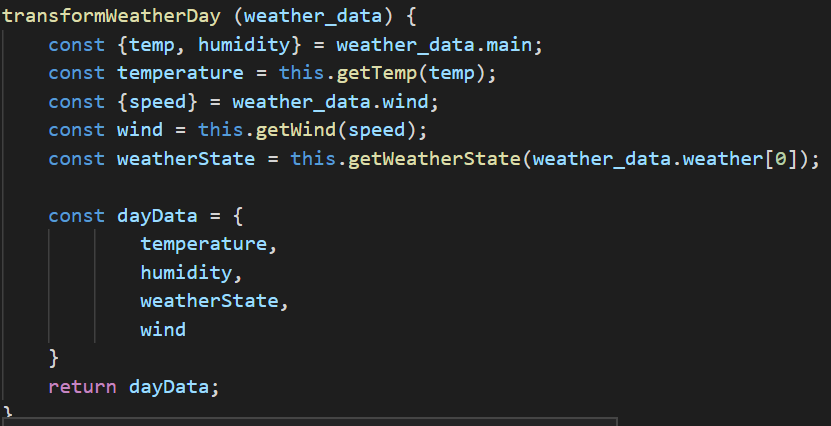 transformWeatherDay (weather_data) {
    const {temp, humidity} = weather_data.main;
    const temperature = this.getTemp(temp);
    const {speed} = weather_data.wind;
    const wind = this.getWind(speed);
    const weatherState = this.getWeatherState(weather_data.weather[0]);

    const dayData = {
            temperature,
            humidity,
            weatherState,
            wind
    }
    return dayData;
}